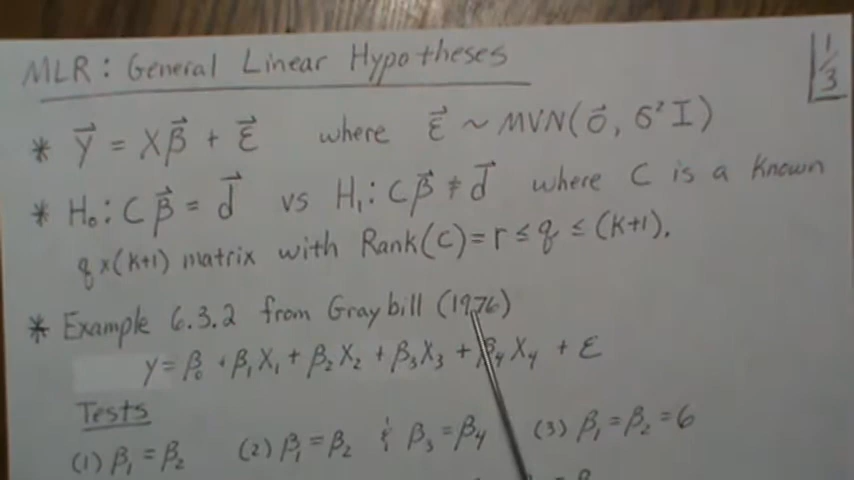 MLR: General Linear Hypotheses
1/3
* Y⃗ = Xβ⃗ + ε⃗ where ε⃗ ~ MVN(0⃗, σ²I)
* H₀: Cβ⃗ = d⃗ vs H₁: Cβ⃗ ≠ d⃗ where C is a known
q×(k+1) matrix with Rank(C)=r ≤ q ≤ (k+1).
* Example 6.3.2 from Graybill (1976)
y = β₀ + β₁X₁ + β₂X₂ + β₃X₃ + β₄X₄ + ε
Tests
(1) β₁ = β₂ (2) β₁ = β₂ & β₃ = β₄ (3) β₁ = β₂ = 6